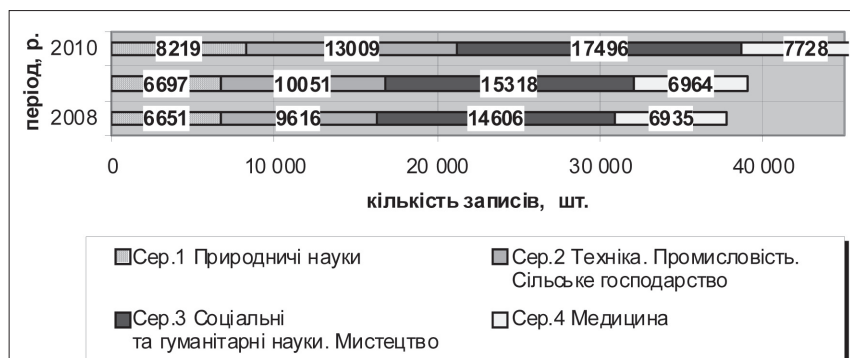 період, р.
2010
8219 13009 17496 7728
6697 10051 15318 6964
2008
6651 9616 14606 6935
0 10 000 20 000 30 000 40 000
кількість записів, шт.
Сер.1 Природничі науки
Сер.2 Техніка. Промисловість.
Сільське господарство
Сер.3 Соціальні
та гуманітарні науки. Мистецтво
Сер.4 Медицина